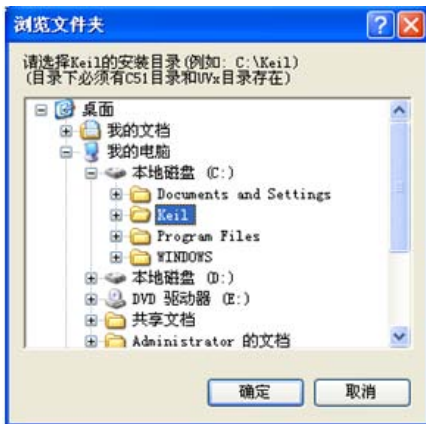 浏览文件夹
请选择Keil的安装目录(例如: C:\Keil)
(目录下必须有C51目录和UVx目录存在)
桌面
我的文档
我的电脑
本地磁盘 (C:)
Documents and Settings
Keil
Program Files
WINDOWS
本地磁盘 (D:)
DVD 驱动器 (E:)
共享文档
Administrator 的文档
确定 取消